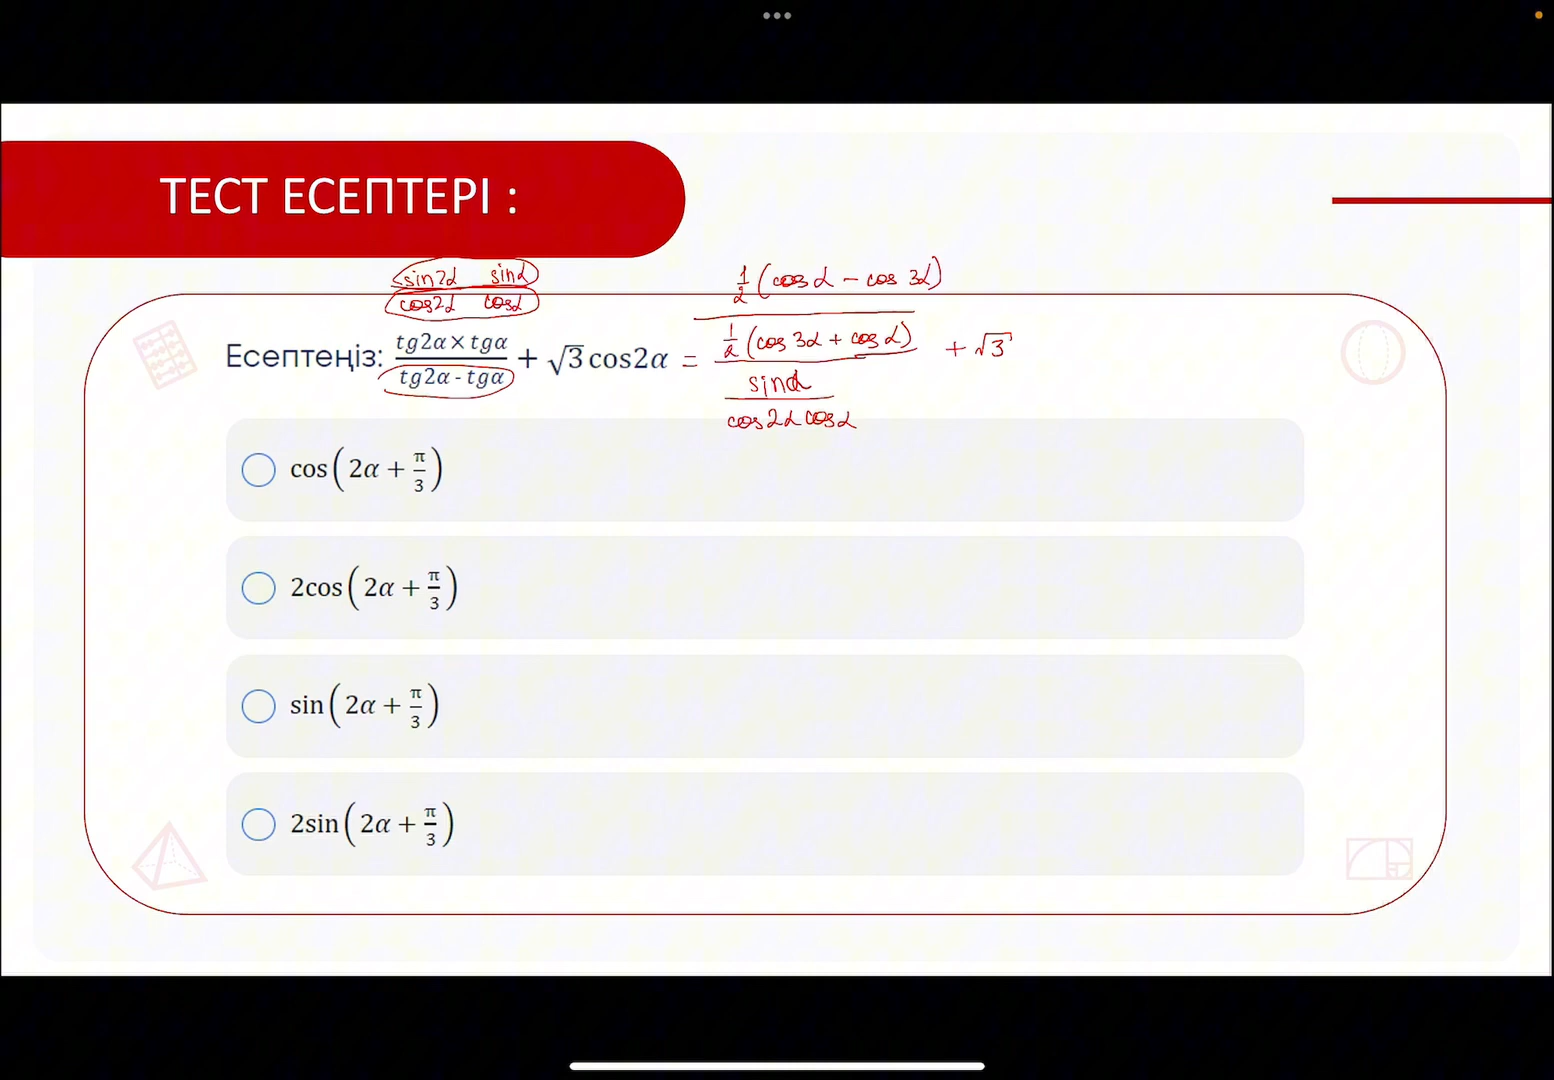 ТЕСТ ЕСЕПТЕРІ :
sin2α sinα
cos2α cosα
Есептеңіз: tg2α × tgα / tg2α - tgα + √3 cos2α = 1/2 (cos α − cos 3α) / 1/2 (cos 3α + cos α) / sinα / cos2α cosα + √3
cos(2α + π/3)
2cos(2α + π/3)
sin(2α + π/3)
2sin(2α + π/3)